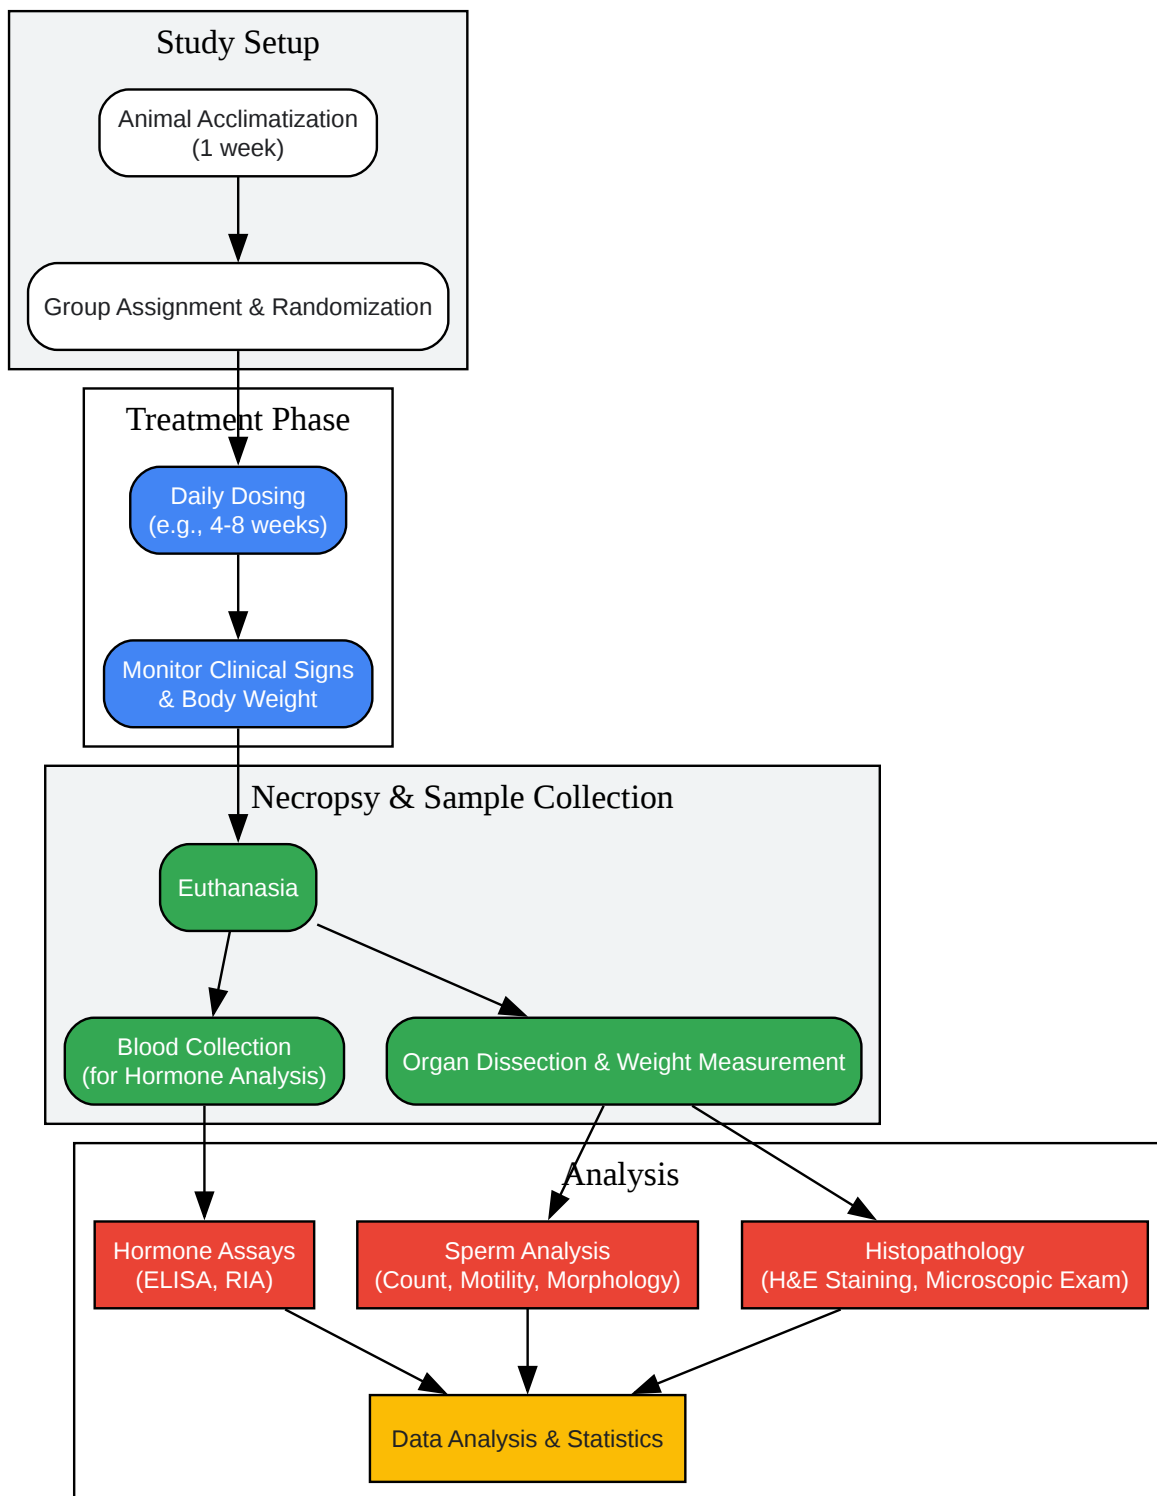 Study Setup
Animal Acclimatization
(1 week)
Group Assignment & Randomization
Treatment Phase
Daily Dosing
(e.g., 4-8 weeks)
Monitor Clinical Signs
& Body Weight
Necropsy & Sample Collection
Euthanasia
Blood Collection
(for Hormone Analysis)
Organ Dissection & Weight Measurement
Analysis
Hormone Assays
(ELISA, RIA)
Sperm Analysis
(Count, Motility, Morphology)
Histopathology
(H&E Staining, Microscopic Exam)
Data Analysis & Statistics